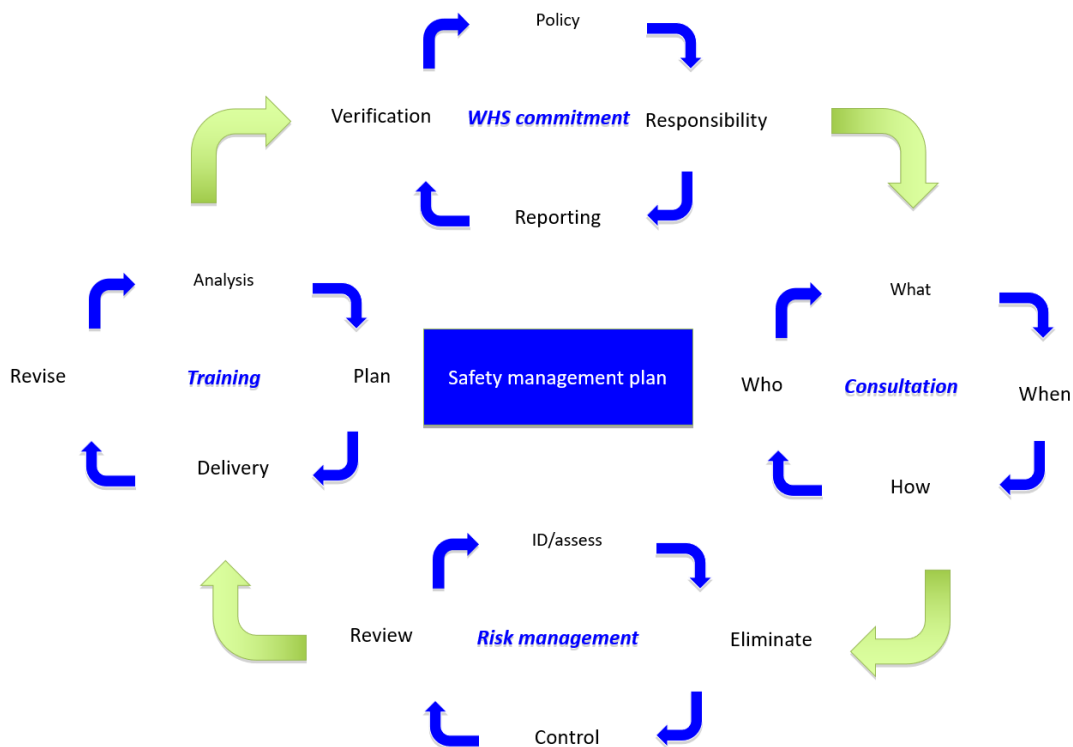 Policy
Verification
WHS commitment
Responsibility
Reporting
Analysis
Revise
Training
Plan
Delivery
Safety management plan
What
Who
Consultation
When
How
ID/assess
Review
Risk management
Eliminate
Control